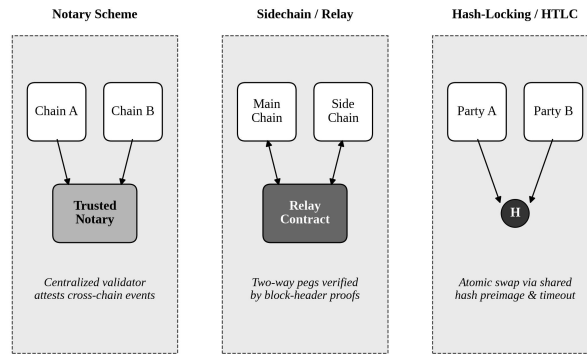 Notary Scheme
Chain A
Chain B
Trusted
Notary
Centralized validator
attests cross-chain events
Sidechain / Relay
Main
Chain
Side
Chain
Relay
Contract
Two-way pegs verified
by block-header proofs
Hash-Locking / HTLC
Party A
Party B
H
Atomic swap via shared
hash preimage & timeout